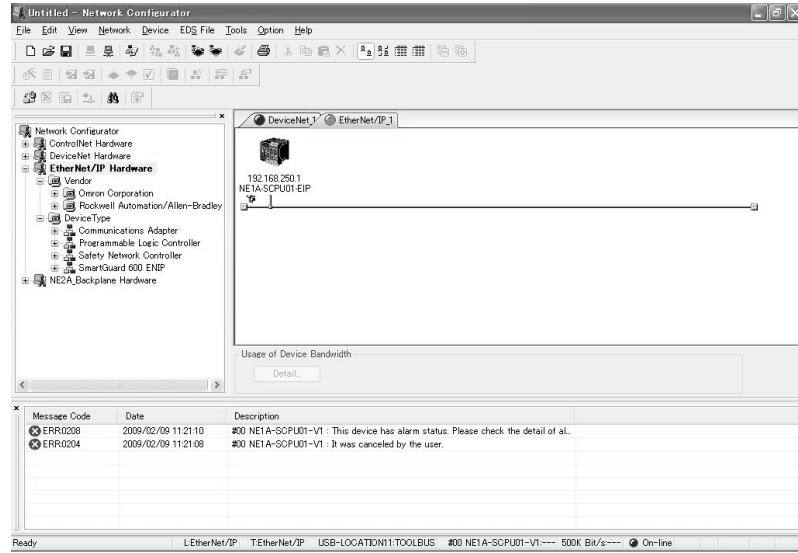 Untitled - Network Configurator
File Edit View Network Device EDS File Tools Option Help
Network Configurator
ControlNet Hardware
DeviceNet Hardware
EtherNet/IP Hardware
Vendor
Omron Corporation
Rockwell Automation/Allen-Bradley
DeviceType
Communications Adapter
Programmable Logic Controller
Safety Network Controller
SmartGuard 600 ENIP
NE2A_Backplane Hardware
DeviceNet_1 EtherNet/IP_1
192.168.250.1
NE1A-SCPU01-EIP
Usage of Device Bandwidth
Detail...
Message Code Date Description
ERR0208 2009/02/09 11:21:10 #00 NE1A-SCPU01-V1 : This device has alarm status. Please check the detail of al...
ERR0204 2009/02/09 11:21:08 #00 NE1A-SCPU01-V1 : It was canceled by the user.
Ready L:EtherNet/IP T:EtherNet/IP USB-LOCATION11:TOOLBUS #00 NE1A-SCPU01-V1:--- 500K Bit/s:--- On-line